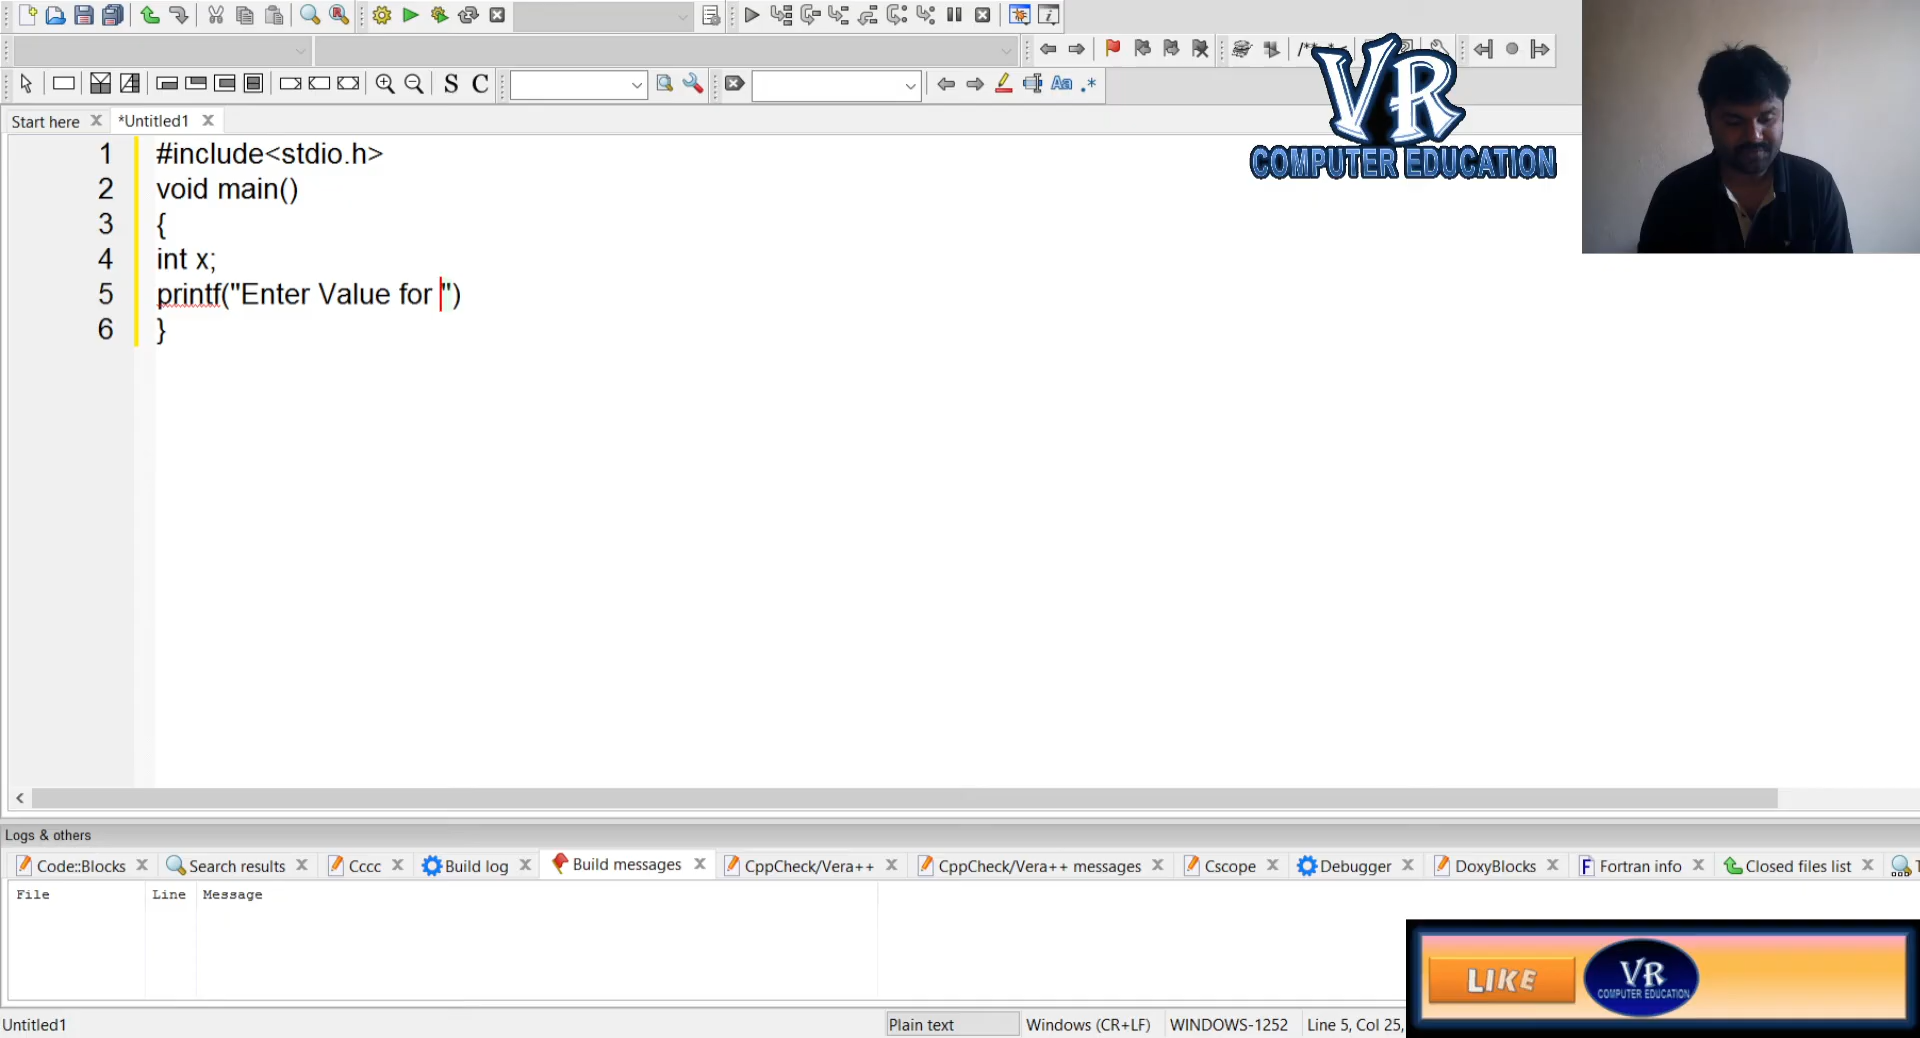 S C
Aa .*
/**
VR
COMPUTER EDUCATION
Start here *Untitled1
1 #include<stdio.h>
2 void main()
3 {
4 int x;
5 printf("Enter Value for ")
6 }
Logs & others
Code::Blocks Search results Cccc Build log Build messages CppCheck/Vera++ CppCheck/Vera++ messages Cscope Debugger DoxyBlocks Fortran info Closed files list
File Line Message
LIKE VR
COMPUTER EDUCATION
Untitled1 Plain text Windows (CR+LF) WINDOWS-1252 Line 5, Col 25,